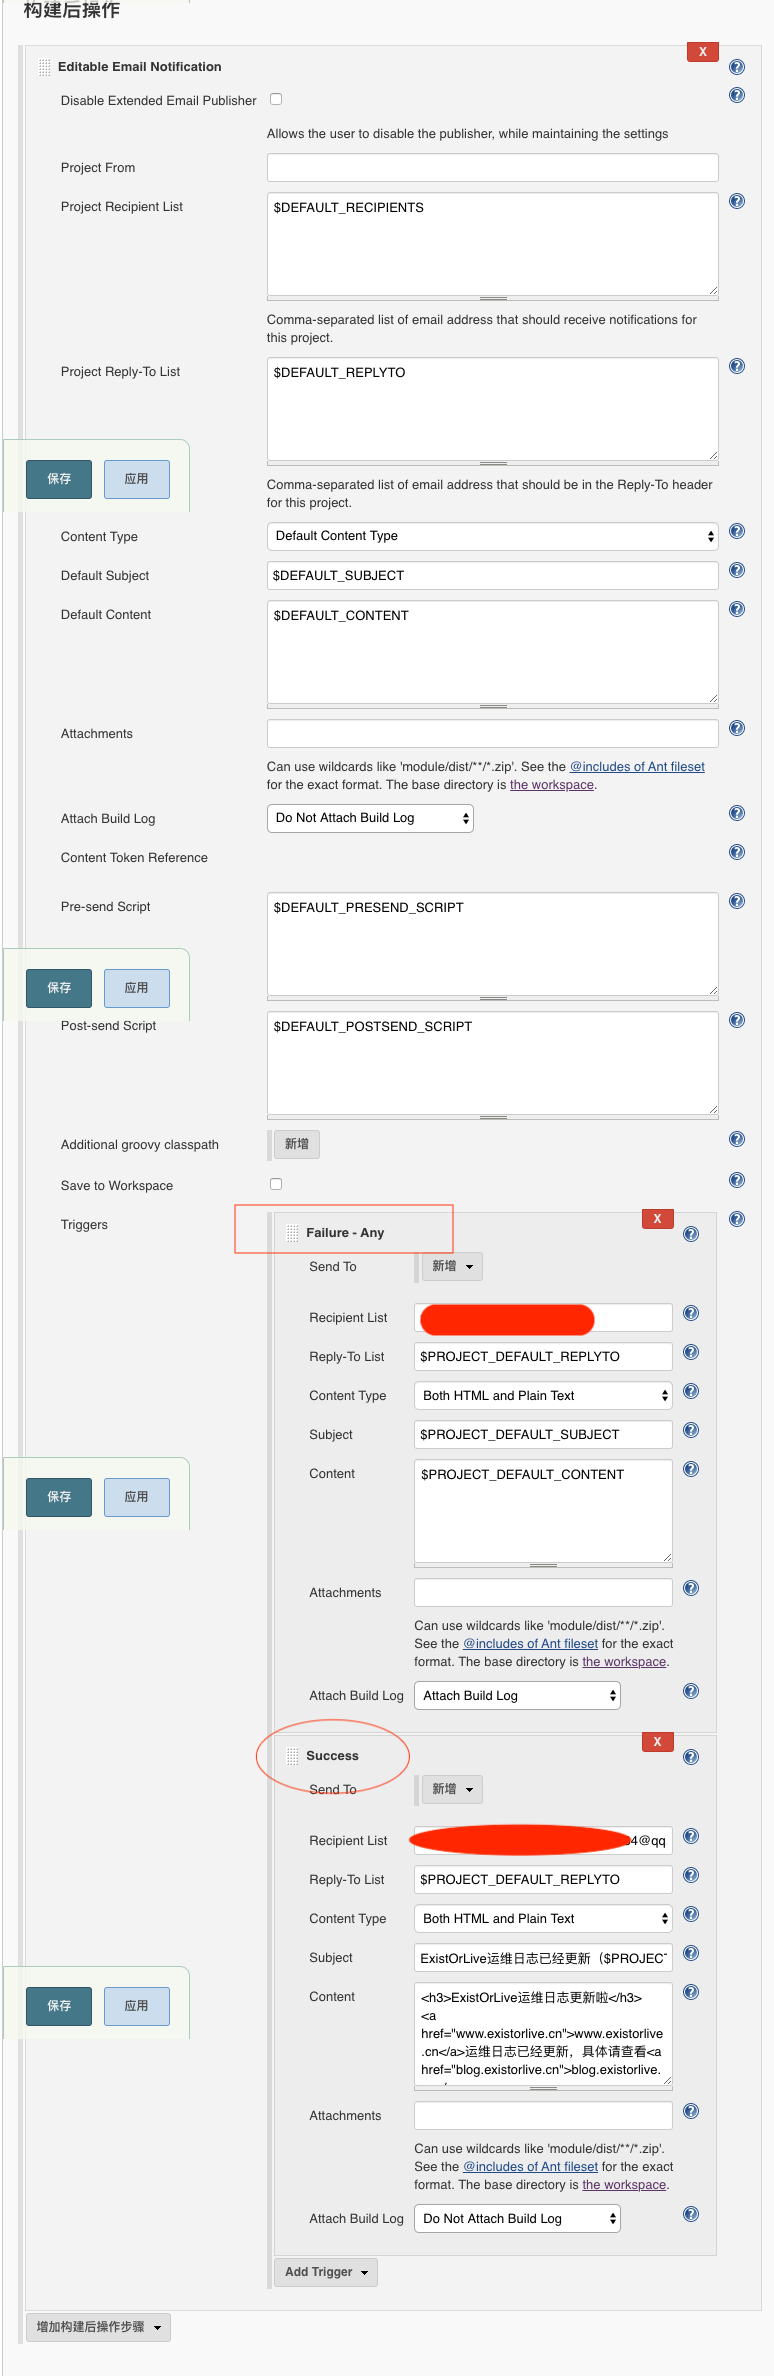 构建后操作
X
Editable Email Notification
Disable Extended Email Publisher
Allows the user to disable the publisher, while maintaining the settings
Project From
Project Recipient List
$DEFAULT_RECIPIENTS
Comma-separated list of email address that should receive notifications for
this project.
Project Reply-To List
$DEFAULT_REPLYTO
保存 应用
Comma-separated list of email address that should be in the Reply-To header
for this project.
Content Type
Default Content Type
Default Subject
$DEFAULT_SUBJECT
Default Content
$DEFAULT_CONTENT
Attachments
Can use wildcards like 'module/dist/**/*.zip'. See the @includes of Ant fileset
for the exact format. The base directory is the workspace.
Attach Build Log
Do Not Attach Build Log
Content Token Reference
Pre-send Script
$DEFAULT_PRESEND_SCRIPT
保存 应用
Post-send Script
$DEFAULT_POSTSEND_SCRIPT
Additional groovy classpath
新增
Save to Workspace
Triggers
X
Failure - Any
Send To
新增
Recipient List
Reply-To List
$PROJECT_DEFAULT_REPLYTO
Content Type
Both HTML and Plain Text
Subject
$PROJECT_DEFAULT_SUBJECT
Content
$PROJECT_DEFAULT_CONTENT
保存 应用
Attachments
Can use wildcards like 'module/dist/**/*.zip'.
See the @includes of Ant fileset for the exact
format. The base directory is the workspace.
Attach Build Log
Attach Build Log
X
Success
Send To
新增
Recipient List
4@qq
Reply-To List
$PROJECT_DEFAULT_REPLYTO
Content Type
Both HTML and Plain Text
Subject
ExistOrLive运维日志已经更新（$PROJEC
Content
<h3>ExistOrLive运维日志更新啦</h3>
<a
href="www.existorlive.cn">www.existorlive
.cn</a>运维日志已经更新，具体请查看<a
href="blog.existorlive.cn">blog.existorlive.
保存 应用
Attachments
Can use wildcards like 'module/dist/**/*.zip'.
See the @includes of Ant fileset for the exact
format. The base directory is the workspace.
Attach Build Log
Do Not Attach Build Log
Add Trigger
增加构建后操作步骤